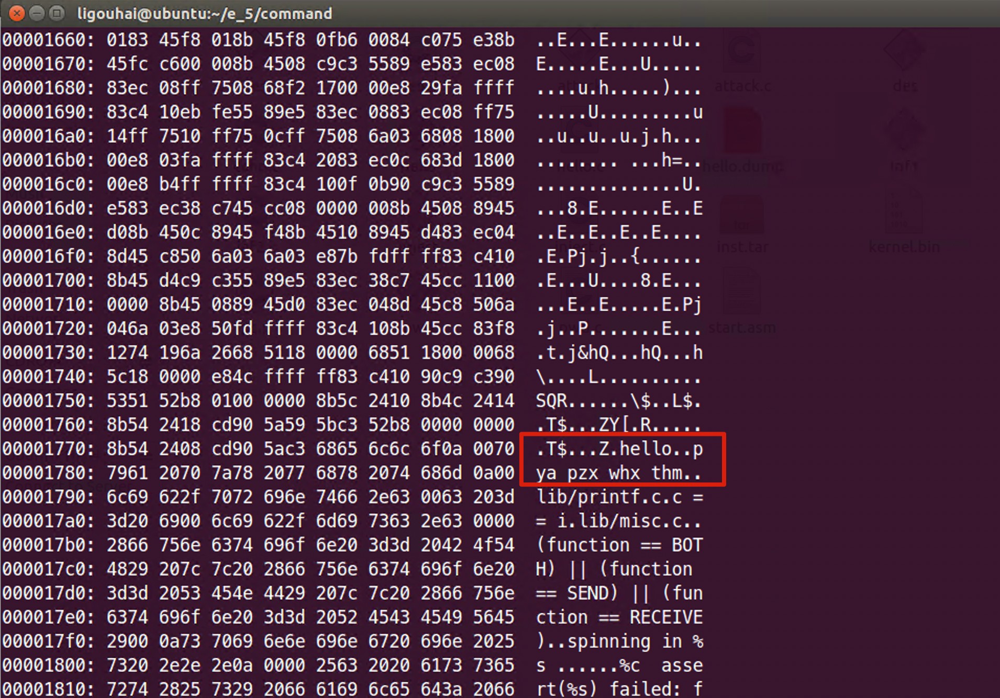 ligouhai@ubuntu:~/e_5/command
00001660: 0183 45f8 018b 45f8 0fb6 0084 c075 e38b  ..E...E......u..
00001670: 45fc c600 008b 4508 c9c3 5589 e583 ec08  E.....E...U.....
00001680: 83ec 08ff 7508 68f2 1700 00e8 29fa ffff  ....u.h.....)...
00001690: 83c4 10eb fe55 89e5 83ec 0883 ec08 ff75  .....U.........u
000016a0: 14ff 7510 ff75 0cff 7508 6a03 6808 1800  ..u..u..u.j.h...
000016b0: 00e8 03fa ffff 83c4 2083 ec0c 683d 1800  ........ ...h=..
000016c0: 00e8 b4ff ffff 83c4 100f 0b90 c9c3 5589  ..............U.
000016d0: e583 ec38 c745 cc08 0000 008b 4508 8945  ...8.E......E..E
000016e0: d08b 450c 8945 f48b 4510 8945 d483 ec04  ..E..E..E..E....
000016f0: 8d45 c850 6a03 6a03 e87b fdff ff83 c410  .E.Pj.j..{......
00001700: 8b45 d4c9 c355 89e5 83ec 38c7 45cc 1100  .E...U....8.E...
00001710: 0000 8b45 0889 45d0 83ec 048d 45c8 506a  ...E..E.....E.Pj
00001720: 046a 03e8 50fd ffff 83c4 108b 45cc 83f8  .j..P.......E...
00001730: 1274 196a 2668 5118 0000 6851 1800 0068  .t.j&hQ...hQ...h
00001740: 5c18 0000 e84c ffff ff83 c410 90c9 c390  \....L..........
00001750: 5351 52b8 0100 0000 8b5c 2410 8b4c 2414  SQR......\$..L$.
00001760: 8b54 2418 cd90 5a59 5bc3 52b8 0000 0000  .T$...ZY[.R.....
00001770: 8b54 2408 cd90 5ac3 6865 6c6c 6f0a 0070  .T$...Z.hello..p
00001780: 7961 2070 7a78 2077 6878 2074 686d 0a00  ya pzx whx thm..
00001790: 6c69 622f 7072 696e 7466 2e63 0063 203d  lib/printf.c.c =
000017a0: 3d20 6900 6c69 622f 6d69 7363 2e63 0000  = i.lib/misc.c..
000017b0: 2866 756e 6374 696f 6e20 3d3d 2042 4f54  (function == BOT
000017c0: 4829 207c 7c20 2866 756e 6374 696f 6e20  H) || (function
000017d0: 3d3d 2053 454e 4429 207c 7c20 2866 756e  == SEND) || (fun
000017e0: 6374 696f 6e20 3d3d 2052 4543 4549 5645  ction == RECEIVE
000017f0: 2900 0a73 7069 6e6e 696e 6720 696e 2025  )..spinning in %
00001800: 7320 2e2e 2e0a 0000 2563 2020 6173 7365  s ......%c  asse
00001810: 7274 2825 7329 2066 6169 6c65 643a 2066  rt(%s) failed: f
attack.c
des
hello.c
hello.dump
inf1
inject.c
inst.tar
kernel.bin
start.asm